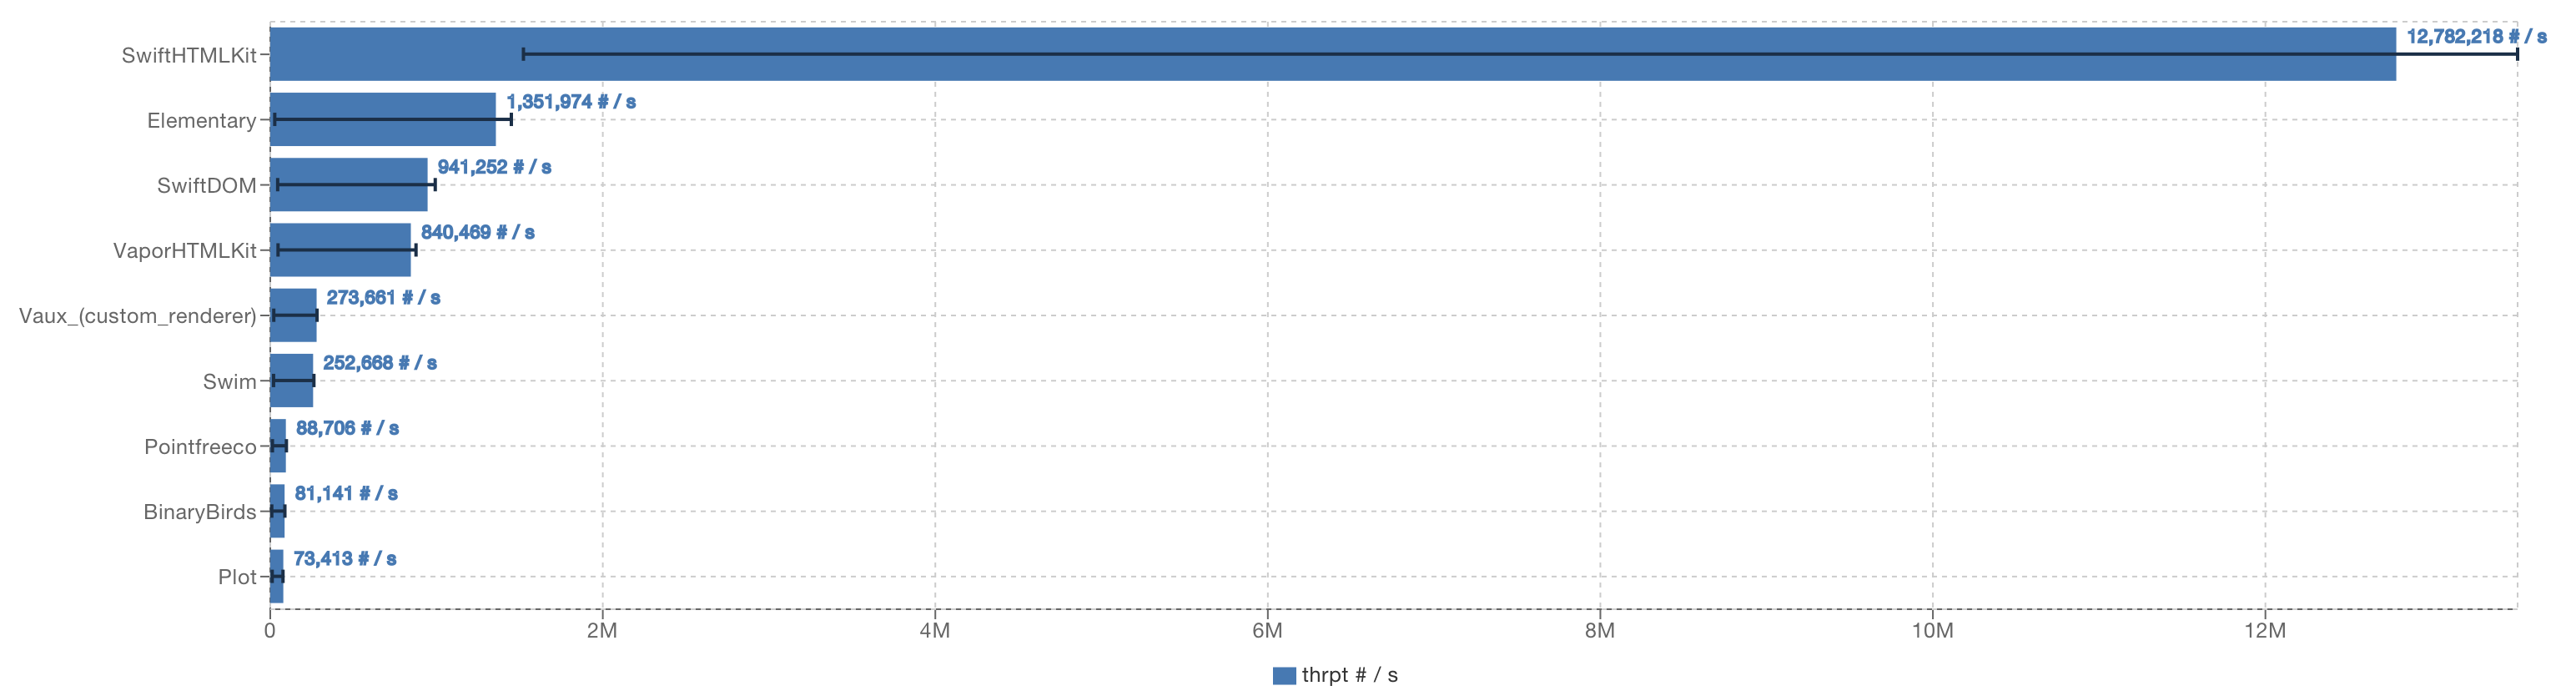 SwiftHTMLKit 12,782,218 # / s
Elementary 1,351,974 # / s
SwiftDOM 941,252 # / s
VaporHTMLKit 840,469 # / s
Vaux_(custom_renderer) 273,661 # / s
Swim 252,668 # / s
Pointfreeco 88,706 # / s
BinaryBirds 81,141 # / s
Plot 73,413 # / s
0 2M 4M 6M 8M 10M 12M
thrpt # / s